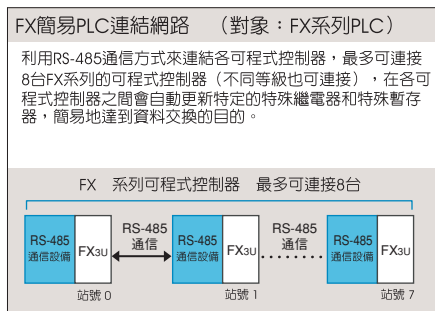 FX簡易PLC連結網路　（對象：FX系列PLC）
利用RS-485通信方式來連結各可程式控制器，最多可連接
8台FX系列的可程式控制器（不同等級也可連接），在各可
程式控制器之間會自動更新特定的特殊繼電器和特殊暫存
器，簡易地達到資料交換的目的。
FX　系列可程式控制器　最多可連接8台
RS-485
通信設備
FX3U
站號 0
RS-485
通信
RS-485
通信設備
FX3U
站號 1
RS-485
通信
RS-485
通信設備
FX3U
站號 7